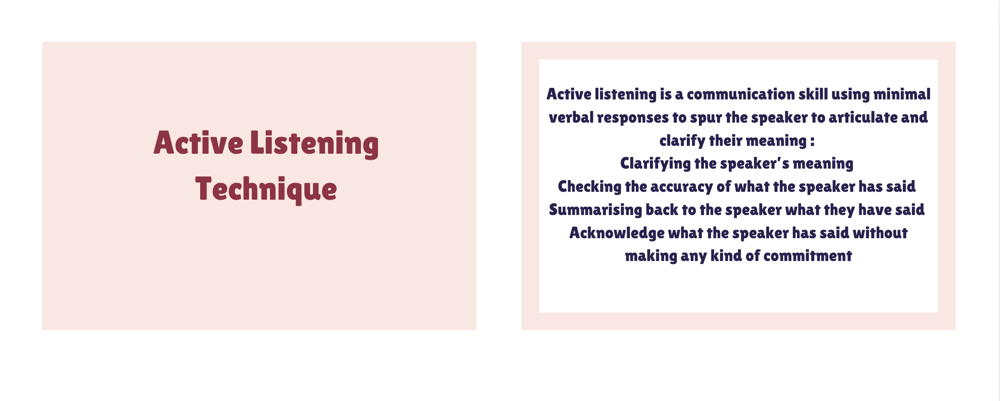 Active Listening
Technique
Active listening is a communication skill using minimal
verbal responses to spur the speaker to articulate and
clarify their meaning :
Clarifying the speaker's meaning
Checking the accuracy of what the speaker has said
Summarising back to the speaker what they have said
Acknowledge what the speaker has said without
making any kind of commitment